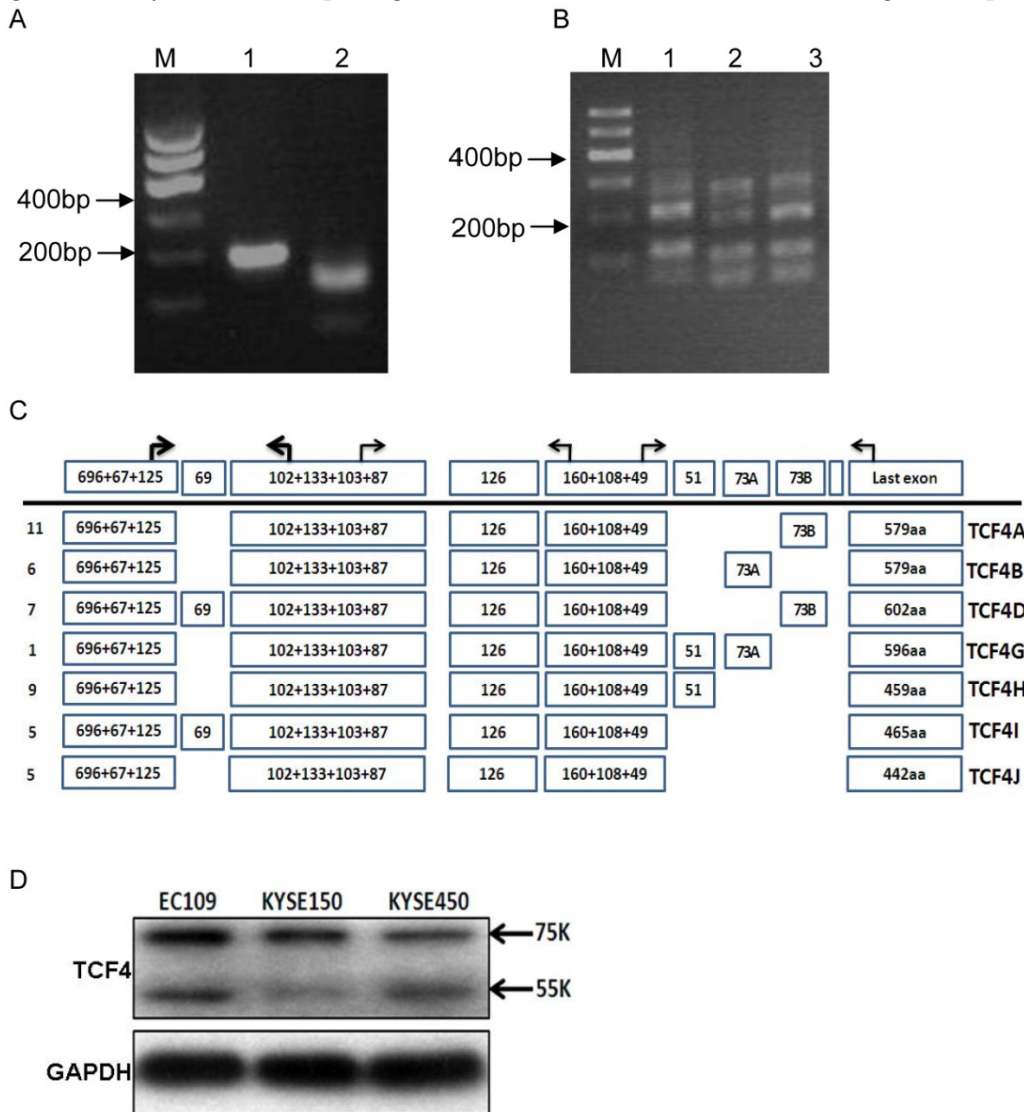 A
B
M 1 2
M 1 2 3
400bp
200bp
400bp
200bp
C
696+67+125 69 102+133+103+87 126 160+108+49 51 73A 73B Last exon
11 696+67+125 102+133+103+87 126 160+108+49 73B 579aa TCF4A
6 696+67+125 102+133+103+87 126 160+108+49 73A 579aa TCF4B
7 696+67+125 69 102+133+103+87 126 160+108+49 73B 602aa TCF4D
1 696+67+125 102+133+103+87 126 160+108+49 51 73A 596aa TCF4G
9 696+67+125 102+133+103+87 126 160+108+49 51 459aa TCF4H
5 696+67+125 69 102+133+103+87 126 160+108+49 465aa TCF4I
5 696+67+125 102+133+103+87 126 160+108+49 442aa TCF4J
D
EC109 KYSE150 KYSE450
TCF4
75K
55K
GAPDH